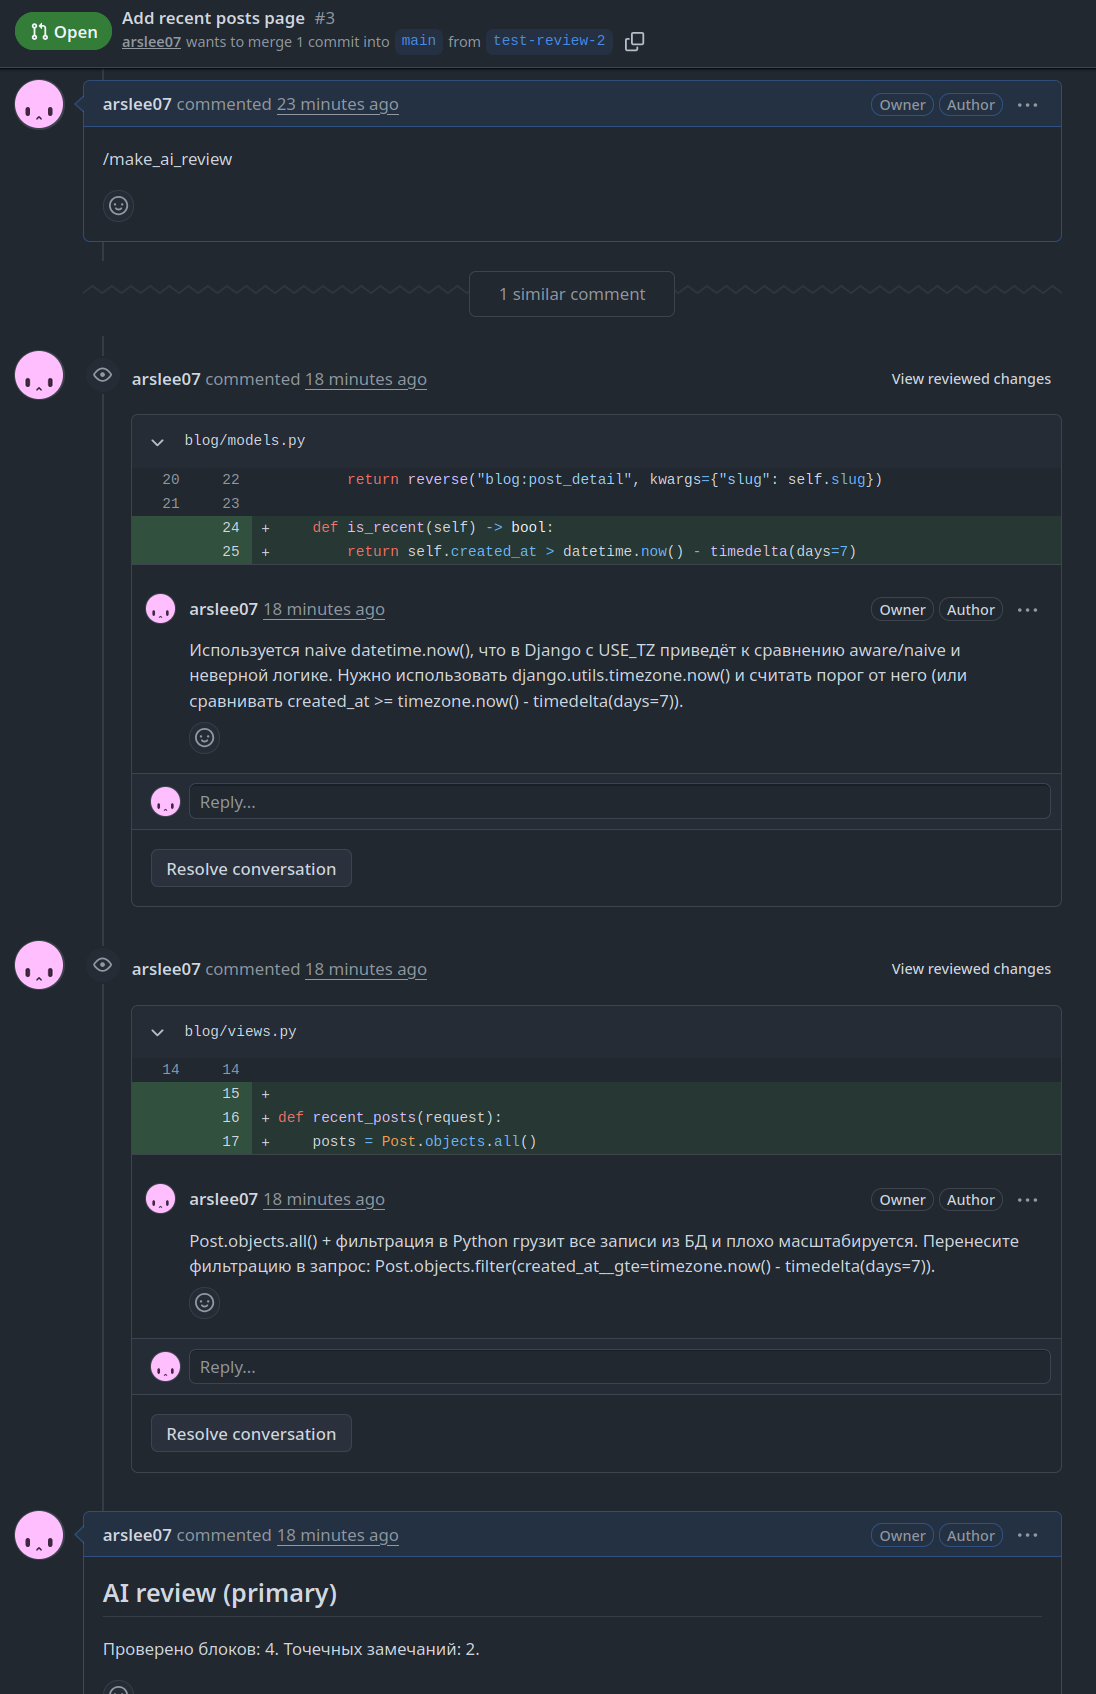 Open
Add recent posts page #3
arslee07 wants to merge 1 commit into main from test-review-2
arslee07 commented 23 minutes ago Owner Author
/make_ai_review
1 similar comment
arslee07 commented 18 minutes ago View reviewed changes
blog/models.py
20 22 return reverse("blog:post_detail", kwargs={"slug": self.slug})
21 23
24 + def is_recent(self) -> bool:
25 + return self.created_at > datetime.now() - timedelta(days=7)
arslee07 18 minutes ago Owner Author
Используется naive datetime.now(), что в Django с USE_TZ приведёт к сравнению aware/naive и
неверной логике. Нужно использовать django.utils.timezone.now() и считать порог от него (или
сравнивать created_at >= timezone.now() - timedelta(days=7)).
Reply...
Resolve conversation
arslee07 commented 18 minutes ago View reviewed changes
blog/views.py
14 14
15 +
16 + def recent_posts(request):
17 + posts = Post.objects.all()
arslee07 18 minutes ago Owner Author
Post.objects.all() + фильтрация в Python грузит все записи из БД и плохо масштабируется. Перенесите
фильтрацию в запрос: Post.objects.filter(created_at__gte=timezone.now() - timedelta(days=7)).
Reply...
Resolve conversation
arslee07 commented 18 minutes ago Owner Author
AI review (primary)
Проверено блоков: 4. Точечных замечаний: 2.